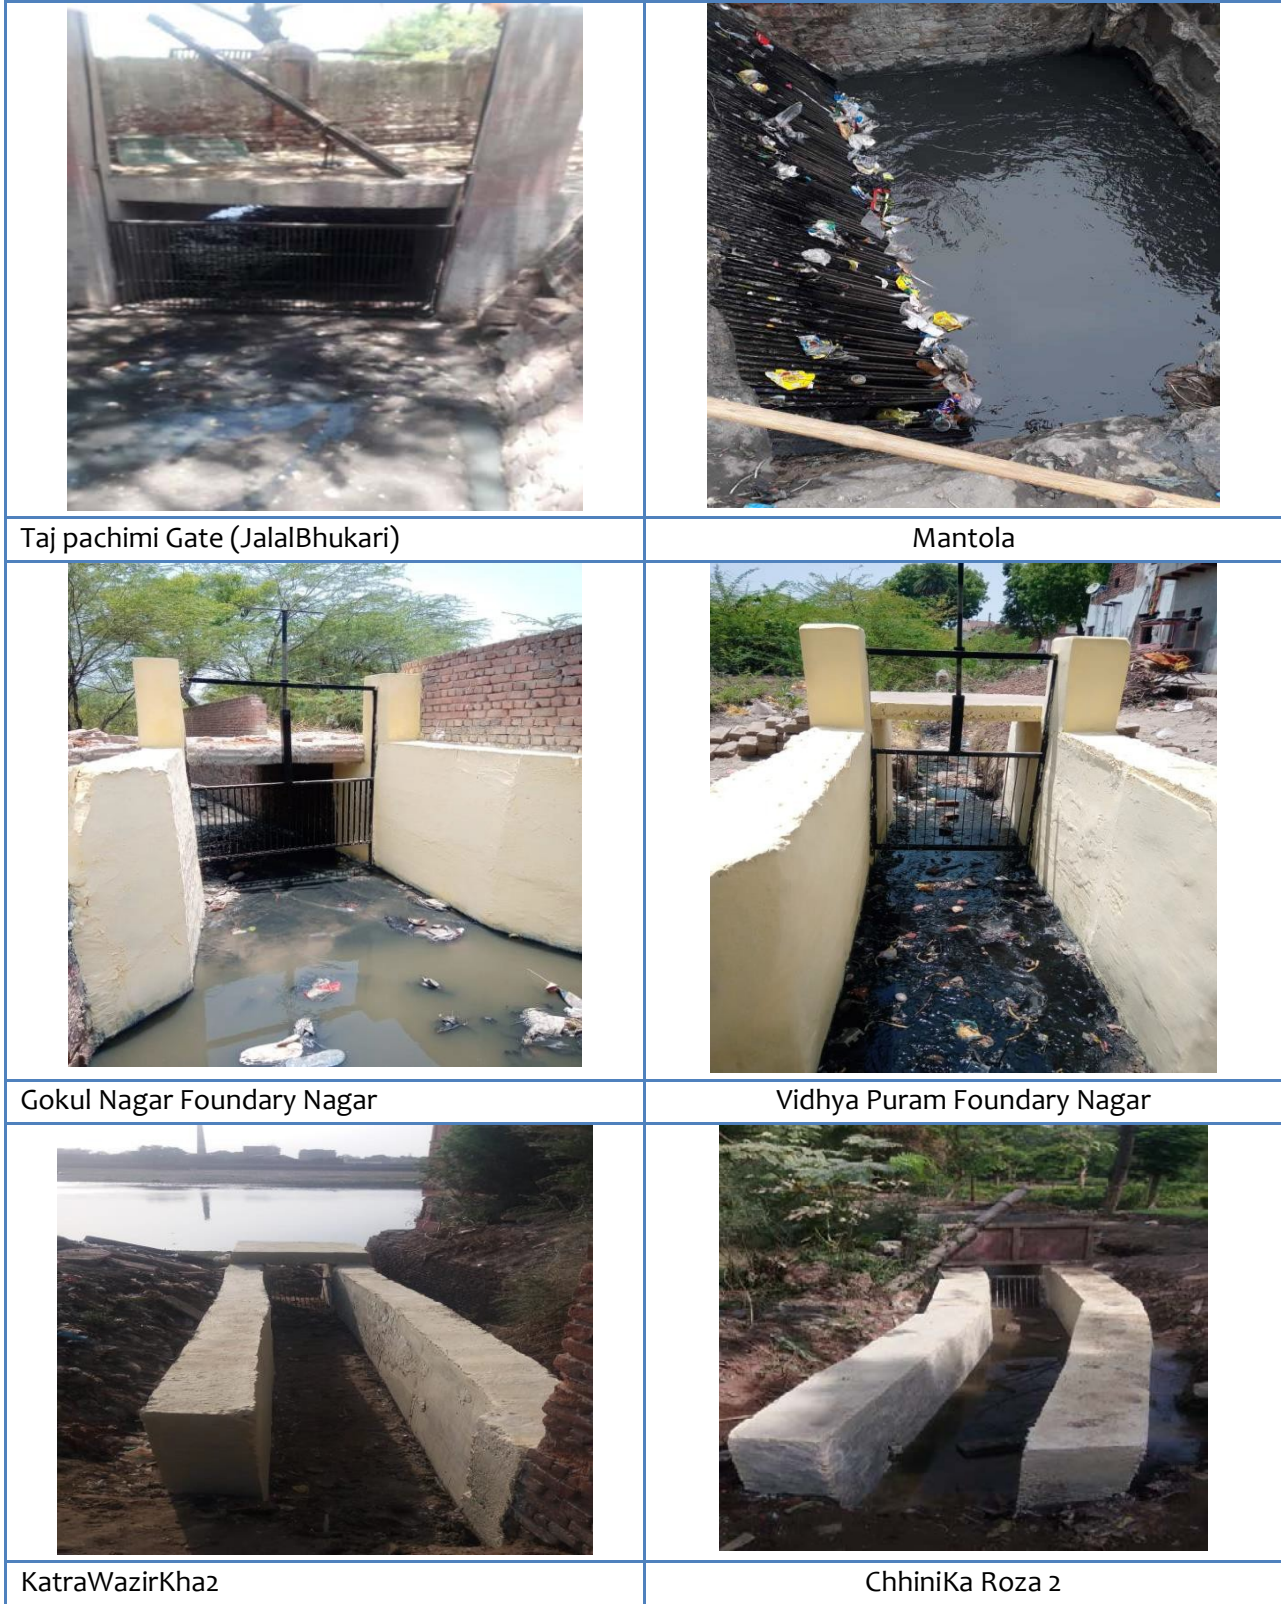 Taj pachimi Gate (JalalBhukari)
Mantola
Gokul Nagar Foundary Nagar
Vidhya Puram Foundary Nagar
KatraWazirKha2
ChhiniKa Roza 2